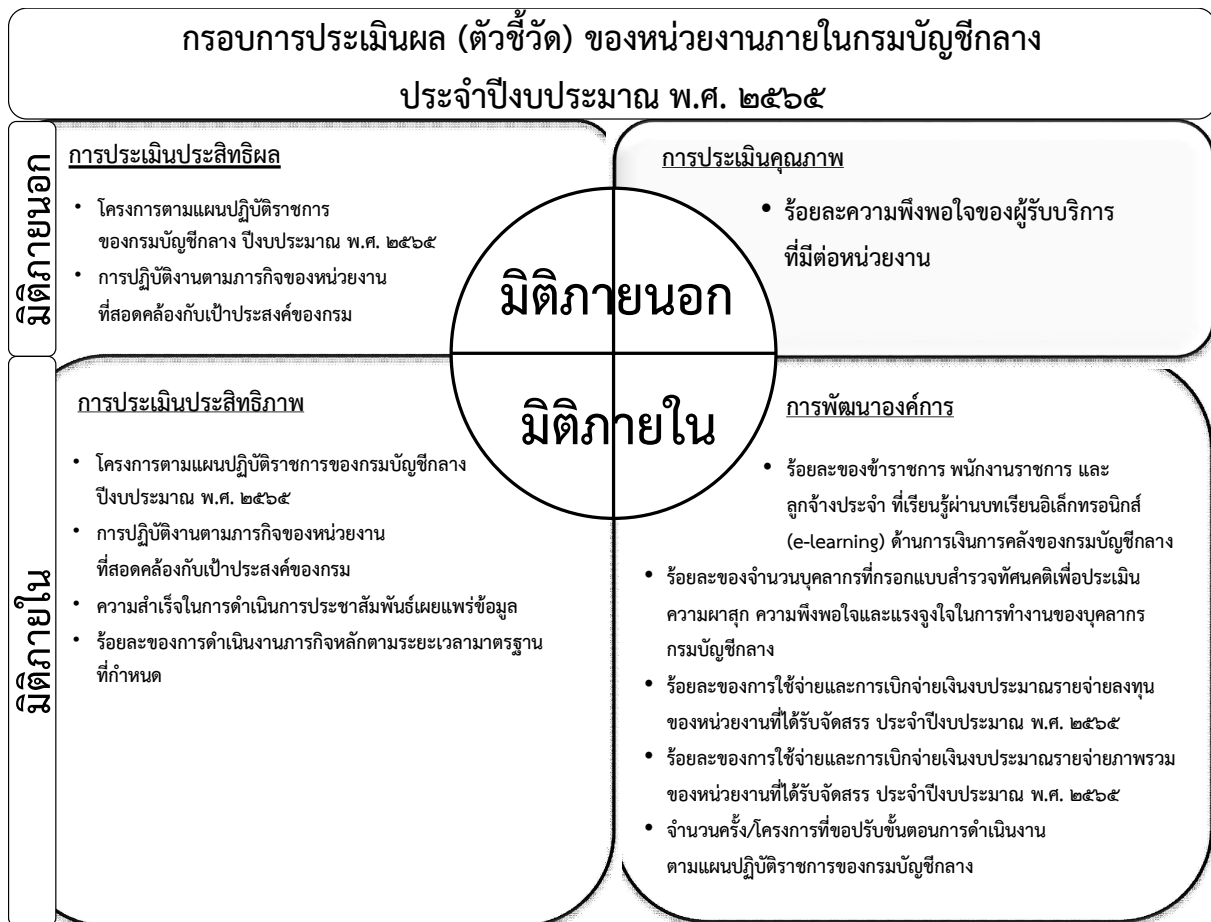 กรอบการประเมินผล (ตัวชี้วัด) ของหน่วยงานภายในกรมบัญชีกลาง
ประจำปีงบประมาณ พ.ศ. ๒๕๖๕
มิติภายนอก
การประเมินประสิทธิผล
• โครงการตามแผนปฏิบัติราชการ
ของกรมบัญชีกลาง ปีงบประมาณ พ.ศ. ๒๕๖๕
• การปฏิบัติงานตามภารกิจของหน่วยงาน
ที่สอดคล้องกับเป้าประสงค์ของกรม
การประเมินคุณภาพ
• ร้อยละความพึงพอใจของผู้รับบริการ
ที่มีต่อหน่วยงาน
มิติภายนอก
มิติภายใน
มิติภายใน
การประเมินประสิทธิภาพ
• โครงการตามแผนปฏิบัติราชการของกรมบัญชีกลาง
ปีงบประมาณ พ.ศ. ๒๕๖๕
• การปฏิบัติงานตามภารกิจของหน่วยงาน
ที่สอดคล้องกับเป้าประสงค์ของกรม
• ความสำเร็จในการดำเนินการประชาสัมพันธ์เผยแพร่ข้อมูล
• ร้อยละของการดำเนินงานภารกิจหลักตามระยะเวลามาตรฐาน
ที่กำหนด
การพัฒนาองค์การ
• ร้อยละของข้าราชการ พนักงานราชการ และ
ลูกจ้างประจำ ที่เรียนรู้ผ่านบทเรียนอิเล็กทรอนิกส์
(e-learning) ด้านการเงินการคลังของกรมบัญชีกลาง
• ร้อยละของจำนวนบุคลากรที่กรอกแบบสำรวจทัศนคติเพื่อประเมิน
ความผาสุก ความพึงพอใจและแรงจูงใจในการทำงานของบุคลากร
กรมบัญชีกลาง
• ร้อยละของการใช้จ่ายและการเบิกจ่ายเงินงบประมาณรายจ่ายลงทุน
ของหน่วยงานที่ได้รับจัดสรร ประจำปีงบประมาณ พ.ศ. ๒๕๖๕
• ร้อยละของการใช้จ่ายและการเบิกจ่ายเงินงบประมาณรายจ่ายภาพรวม
ของหน่วยงานที่ได้รับจัดสรร ประจำปีงบประมาณ พ.ศ. ๒๕๖๕
• จำนวนครั้ง/โครงการที่ขอปรับขั้นตอนการดำเนินงาน
ตามแผนปฏิบัติราชการของกรมบัญชีกลาง